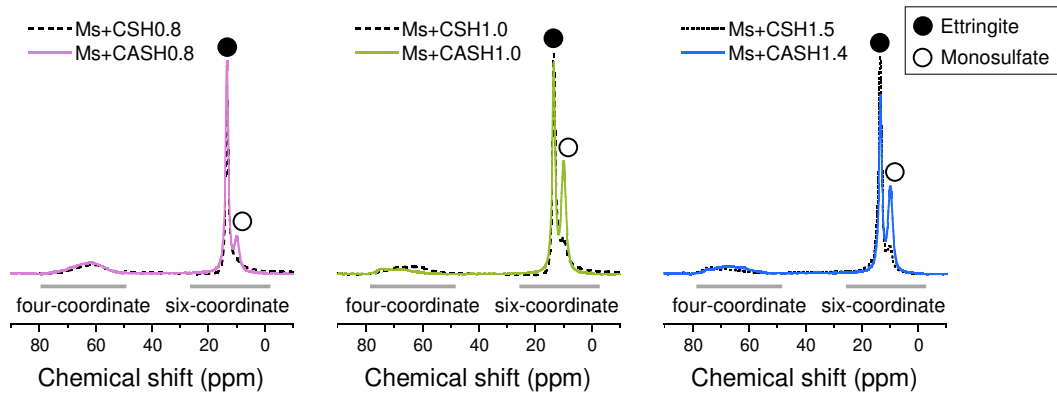 Ms+CSH0.8
Ms+CASH0.8
four-coordinate six-coordinate
80 60 40 20 0
Chemical shift (ppm)
Ms+CSH1.0
Ms+CASH1.0
four-coordinate six-coordinate
80 60 40 20 0
Chemical shift (ppm)
Ms+CSH1.5
Ms+CASH1.4
four-coordinate six-coordinate
80 60 40 20 0
Chemical shift (ppm)
Ettringite
Monosulfate